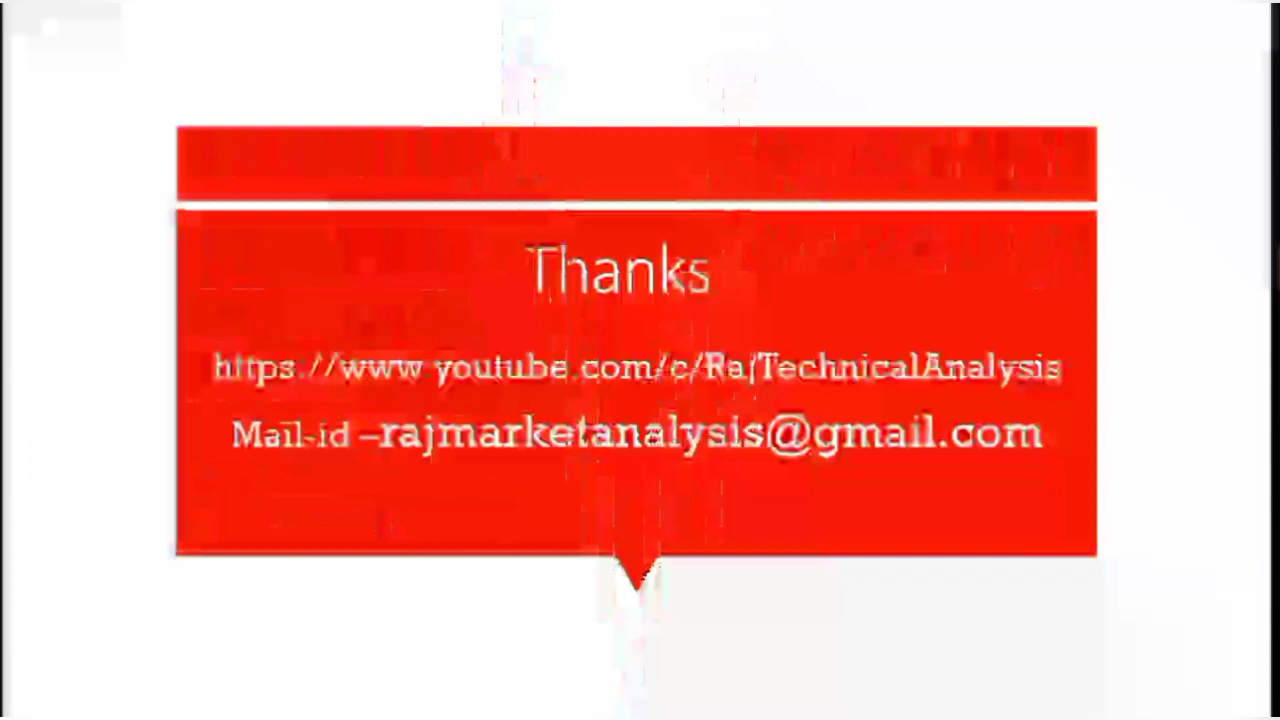 Thanks
https://www.youtube.com/c/RajTechnicalAnalysis
Mail-id –rajmarketanalysis@gmail.com